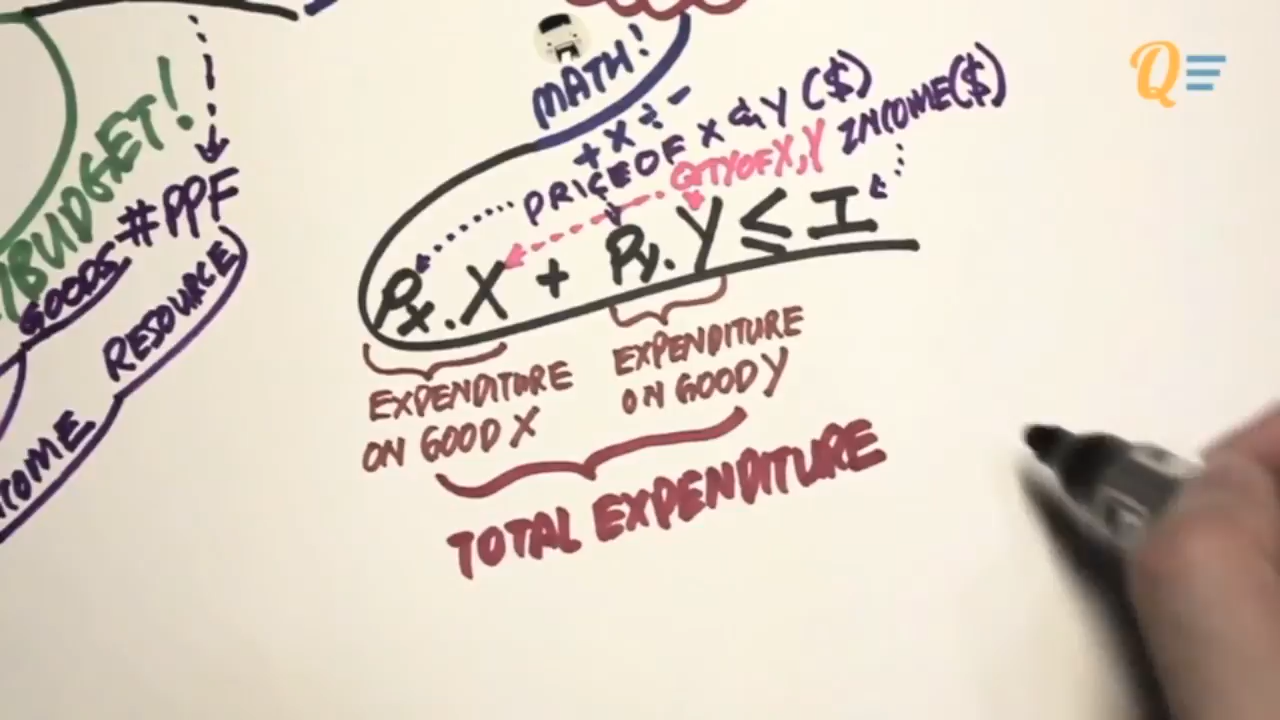 Q
MATH!
+ x ÷ -
PRICE OF X & Y ($)
QTY OF X, Y
INCOME($)
Px . X + Py . Y ≤ I
EXPENDITURE
ON GOOD X
EXPENDITURE
ON GOOD Y
TOTAL EXPENDITURE
BUDGET!
#PPF
GOODS
RESOURCE